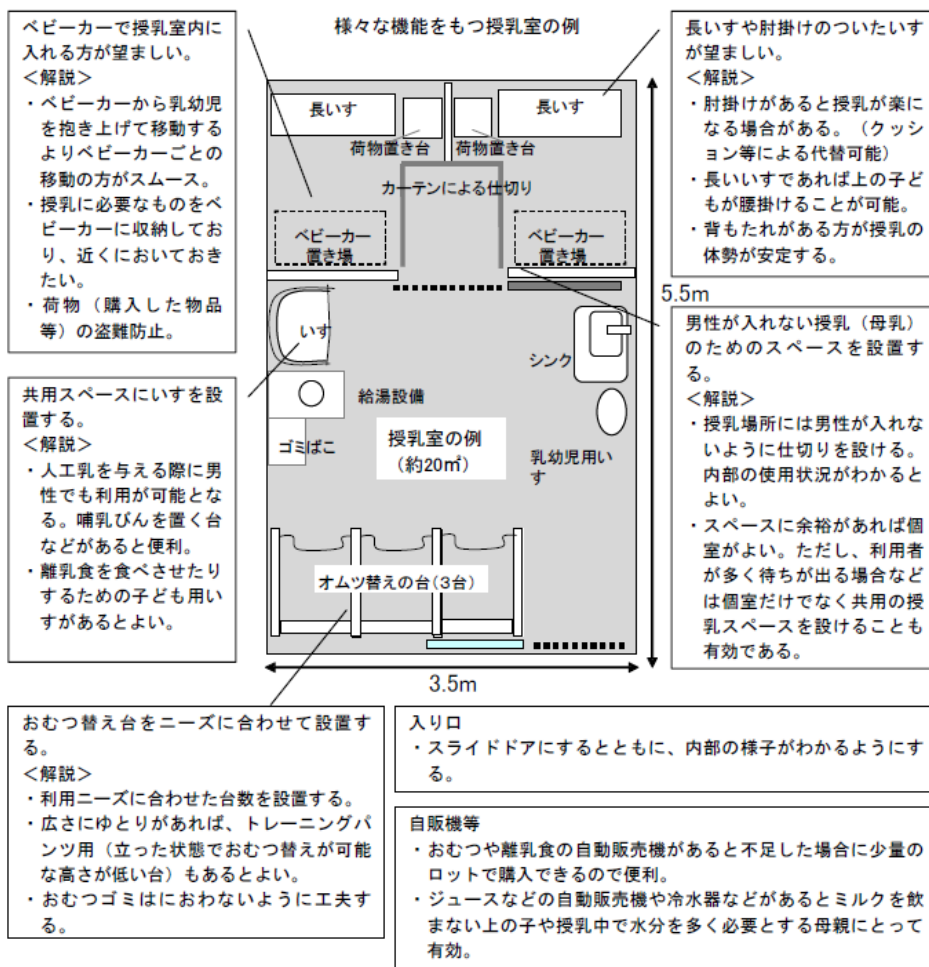 様々な機能をもつ授乳室の例
ベビーカーで授乳室内に
入れる方が望ましい。
<解説>
・ベビーカーから乳幼児
を抱き上げて移動する
よりベビーカーごとの
移動の方がスムース。
・授乳に必要なものをベ
ビーカーに収納してお
り、近くにおいておき
たい。
・荷物（購入した物品
等）の盗難防止。
共用スペースにいすを設
置する。
<解説>
・人工乳を与える際に男
性でも利用が可能とな
る。哺乳びんを置く台
などがあると便利。
・離乳食を食べさせたり
するための子ども用い
すがあるとよい。
長いす
長いす
荷物置き台
荷物置き台
カーテンによる仕切り
ベビーカー
置き場
ベビーカー
置き場
いす
シンク
給湯設備
ゴミばこ
授乳室の例
（約20㎡）
乳幼児用い
す
オムツ替えの台（3台）
5.5m
3.5m
長いすや肘掛けのついたいす
が望ましい。
<解説>
・肘掛けがあると授乳が楽に
なる場合がある。（クッシ
ョン等による代替可能）
・長いいすであれば上の子ど
もが腰掛けることが可能。
・背もたれがある方が授乳の
体勢が安定する。
男性が入れない授乳（母乳）
のためのスペースを設置す
る。
<解説>
・授乳場所には男性が入れな
いように仕切りを設ける。
内部の使用状況がわかると
よい。
・スペースに余裕があれば個
室がよい。ただし、利用者
が多く待ちが出る場合など
は個室だけでなく共用の授
乳スペースを設けることも
有効である。
おむつ替え台をニーズに合わせて設置す
る。
<解説>
・利用ニーズに合わせた台数を設置する。
・広さにゆとりがあれば、トレーニングパ
ンツ用（立った状態でおむつ替えが可能
な高さが低い台）もあるとよい。
・おむつゴミはにおわないように工夫す
る。
入り口
・スライドドアにするとともに、内部の様子がわかるようにす
る。
自販機等
・おむつや離乳食の自動販売機があると不足した場合に少量の
ロットで購入できるので便利。
・ジュースなどの自動販売機や冷水器などがあるとミルクを飲
まない上の子や授乳中で水分を多く必要とする母親にとって
有効。